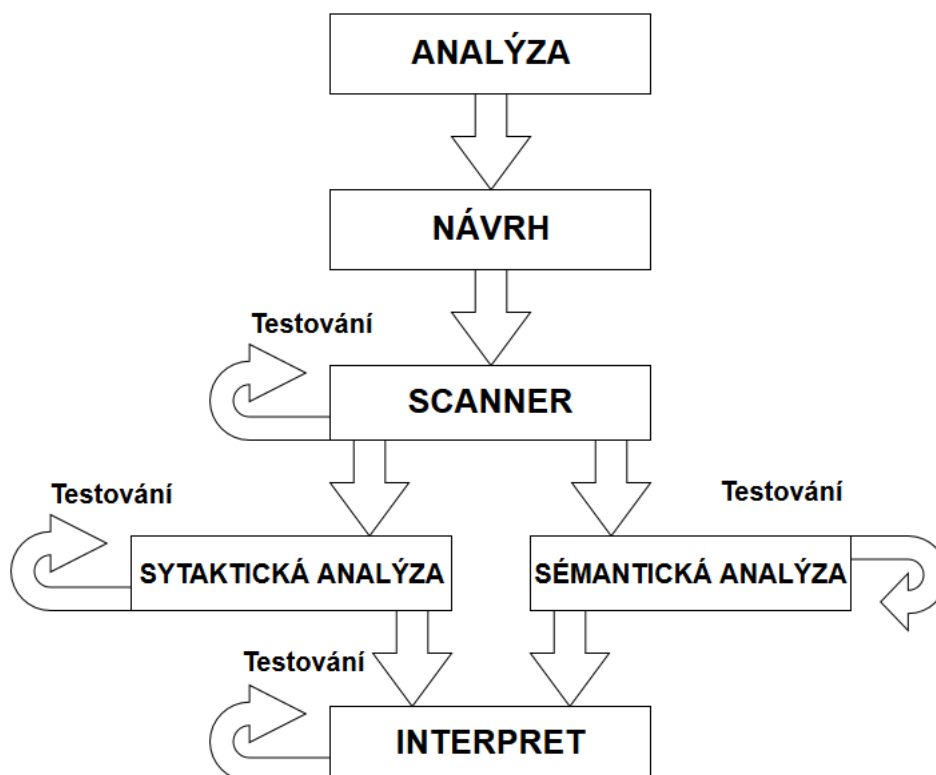 ANALÝZA
NÁVRH
Testování
SCANNER
Testování
Testování
SYTAKTICKÁ ANALÝZA
SÉMANTICKÁ ANALÝZA
Testování
INTERPRET